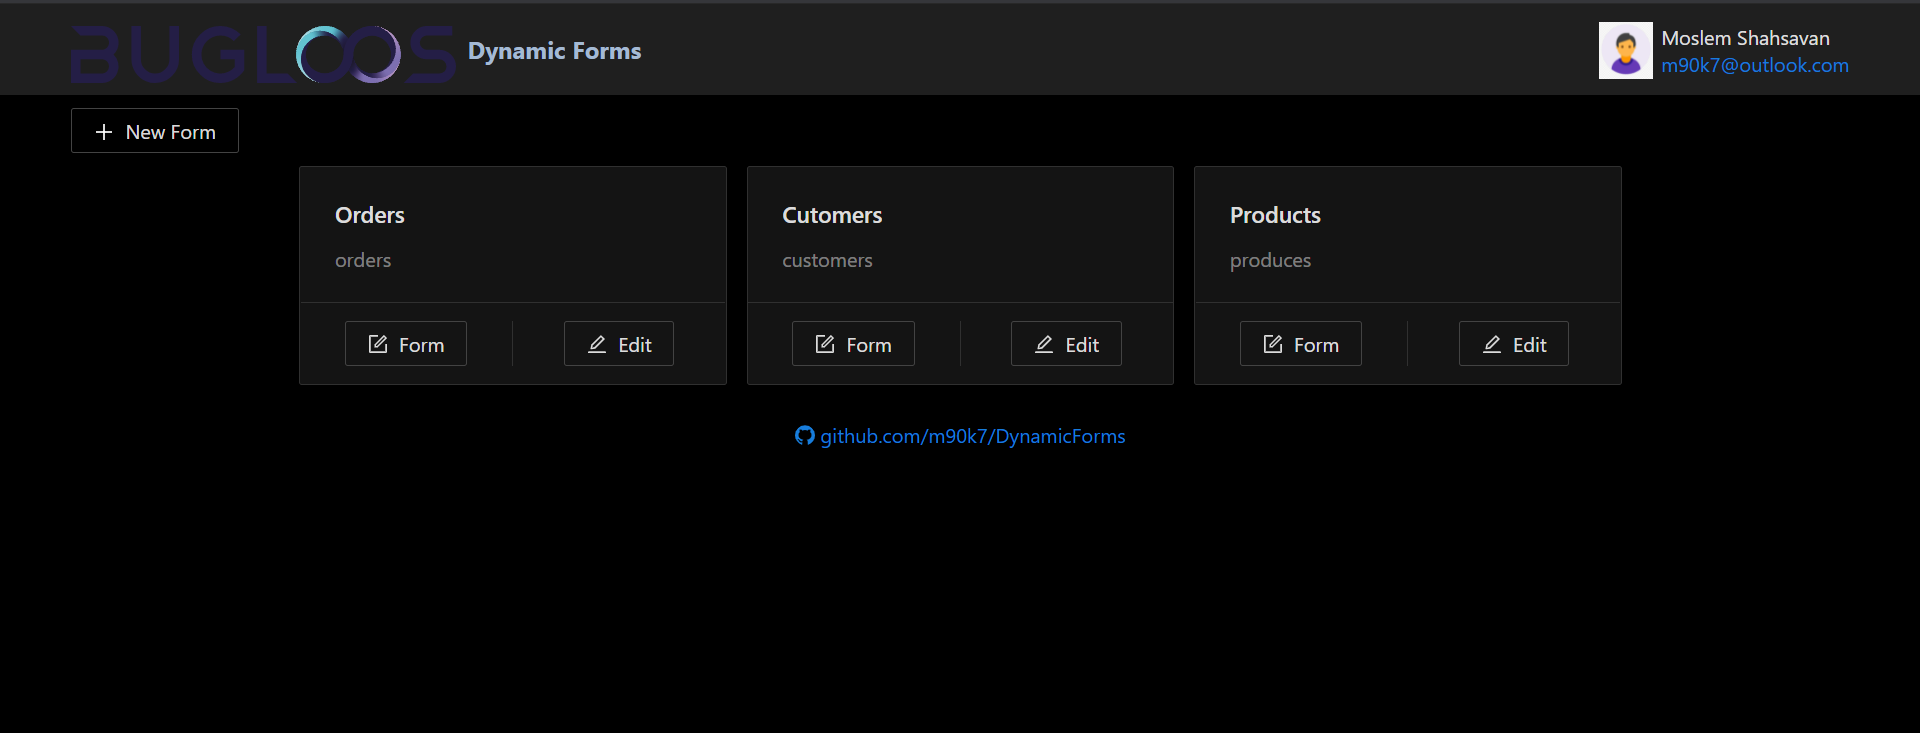 BUGLOOS Dynamic Forms
Moslem Shahsavan
m90k7@outlook.com
New Form
Orders
orders
Form
Edit
Cutomers
customers
Form
Edit
Products
produces
Form
Edit
github.com/m90k7/DynamicForms